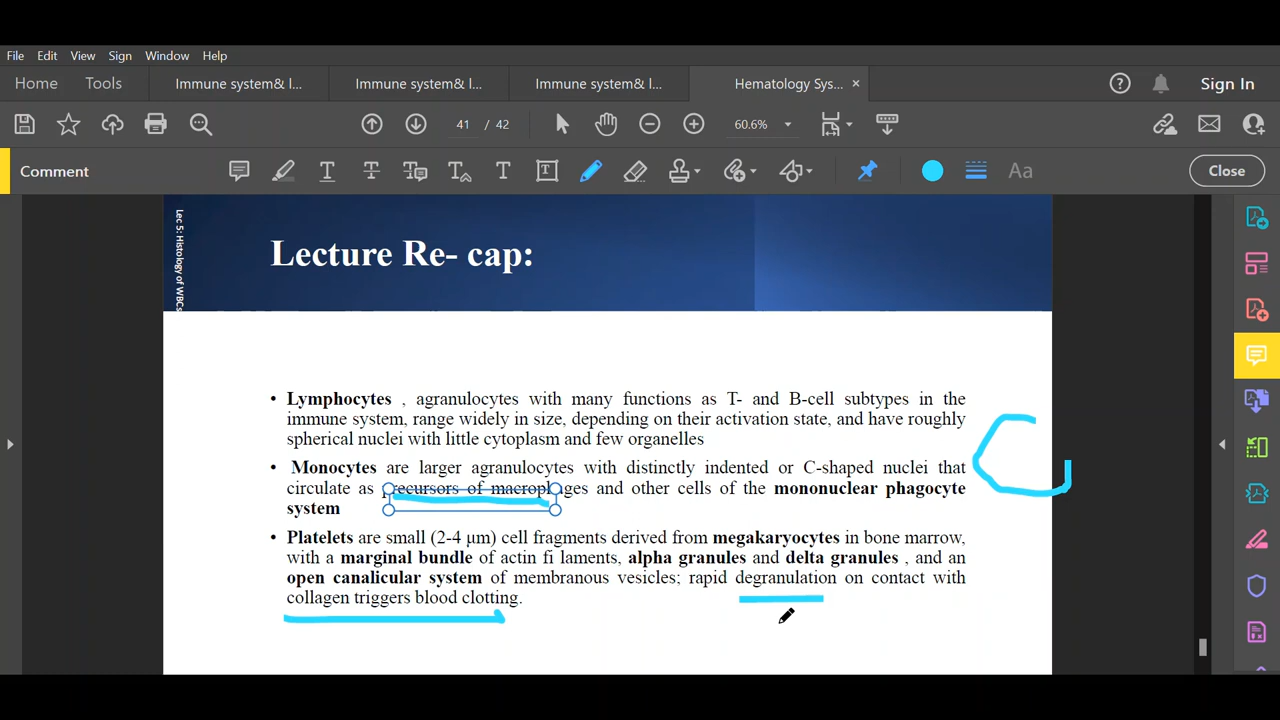 File Edit View Sign Window Help
Home Tools Immune system& l... Immune system& l... Immune system& l... Hematology Sys... × ? Sign In
41 / 42 60.6%
Comment T T T T T T Aa Close
Lec 5: Histology of WBCs
Lecture Re- cap:
• Lymphocytes , agranulocytes with many functions as T- and B-cell subtypes in the
immune system, range widely in size, depending on their activation state, and have roughly
spherical nuclei with little cytoplasm and few organelles
• Monocytes are larger agranulocytes with distinctly indented or C-shaped nuclei that
circulate as precursors of macrophages and other cells of the mononuclear phagocyte
system
• Platelets are small (2-4 μm) cell fragments derived from megakaryocytes in bone marrow,
with a marginal bundle of actin fi laments, alpha granules and delta granules , and an
open canalicular system of membranous vesicles; rapid degranulation on contact with
collagen triggers blood clotting.